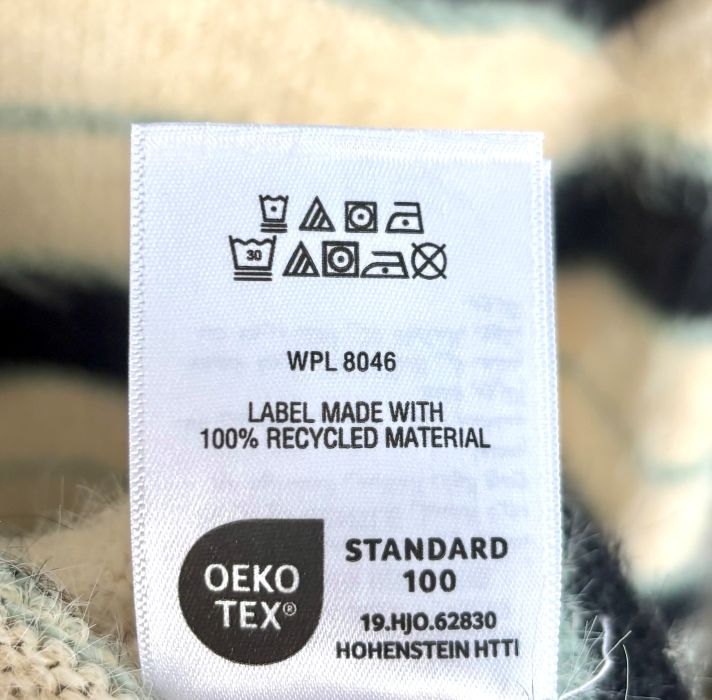 30
WPL 8046
LABEL MADE WITH
100% RECYCLED MATERIAL
OEKO
TEX®
STANDARD
100
19.HJO.62830
HOHENSTEIN HTTI